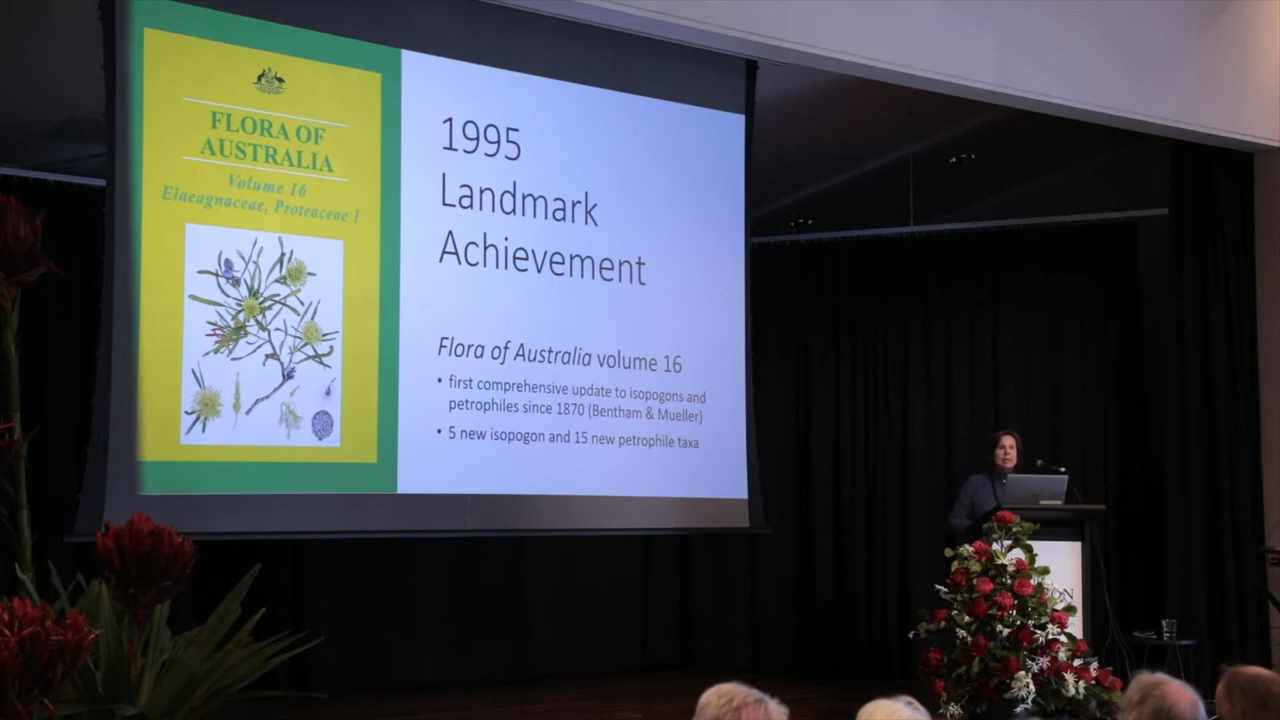 FLORA OF
AUSTRALIA
Volume 16
Elaeagnaceae, Proteaceae 1
1995
Landmark
Achievement
Flora of Australia volume 16
• first comprehensive update to isopogons and
petrophiles since 1870 (Bentham & Mueller)
• 5 new isopogon and 15 new petrophile taxa